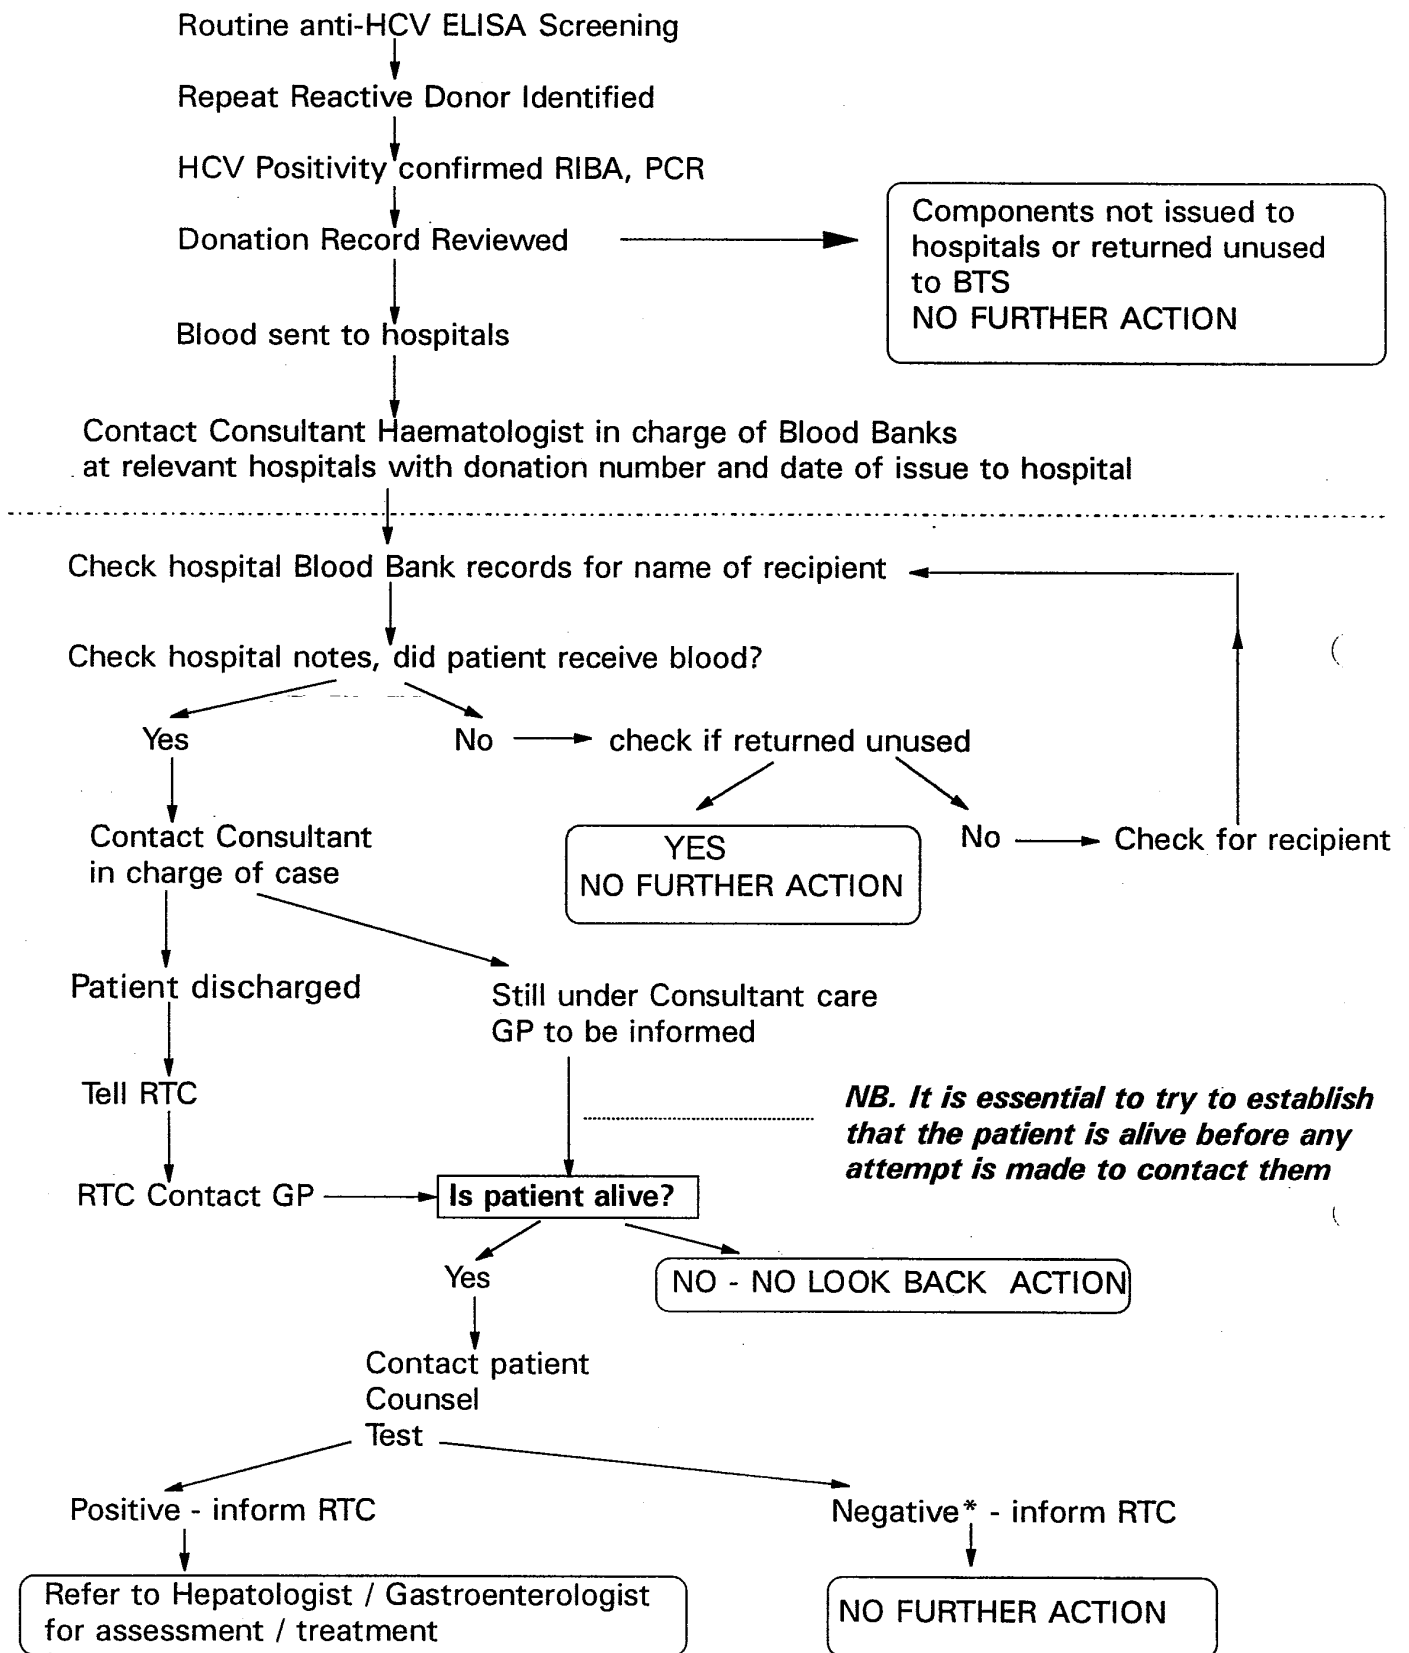 Routine anti-HCV ELISA Screening
Repeat Reactive Donor Identified
HCV Positivity confirmed RIBA, PCR
Donation Record Reviewed
Components not issued to
hospitals or returned unused
to BTS
NO FURTHER ACTION
Blood sent to hospitals
Contact Consultant Haematologist in charge of Blood Banks
at relevant hospitals with donation number and date of issue to hospital
Check hospital Blood Bank records for name of recipient
Check hospital notes, did patient receive blood?
Yes
No
check if returned unused
Contact Consultant
in charge of case
YES
NO FURTHER ACTION
No
Check for recipient
Patient discharged
Still under Consultant care
GP to be informed
Tell RTC
NB. It is essential to try to establish
that the patient is alive before any
attempt is made to contact them
RTC Contact GP
Is patient alive?
Yes
NO - NO LOOK BACK ACTION
Contact patient
Counsel
Test
Positive - inform RTC
Negative* - inform RTC
Refer to Hepatologist / Gastroenterologist
for assessment / treatment
NO FURTHER ACTION